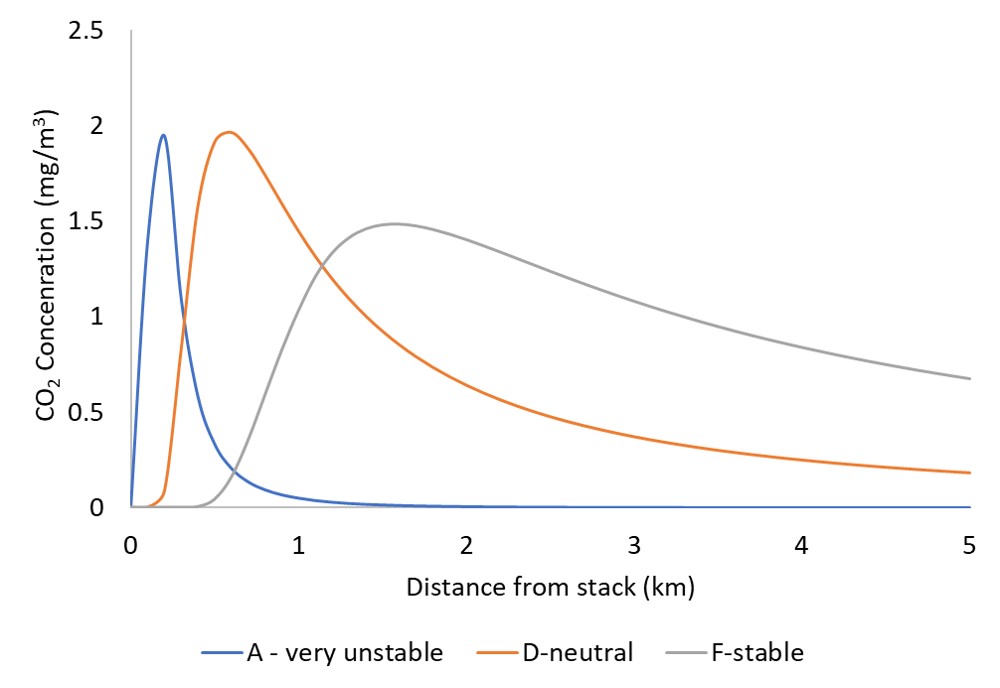 2.5
2
1.5
1
0.5
0
CO2 Concenration (mg/m³)
0 1 2 3 4 5
Distance from stack (km)
A - very unstable D-neutral F-stable